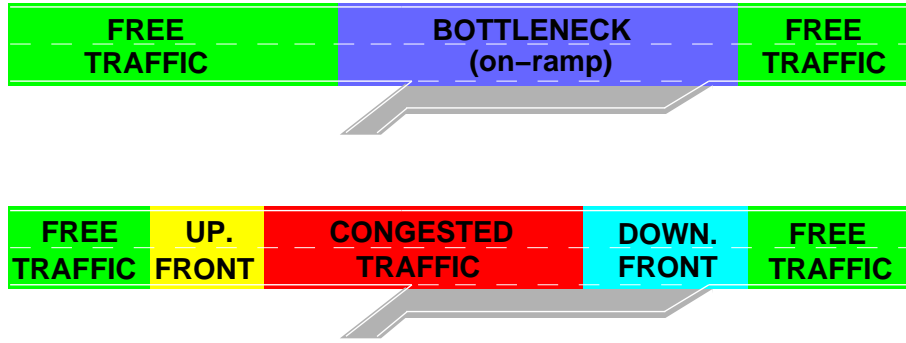 FREE
TRAFFIC
BOTTLENECK
(on−ramp)
FREE
TRAFFIC
FREE
TRAFFIC
UP.
FRONT
CONGESTED
TRAFFIC
DOWN.
FRONT
FREE
TRAFFIC